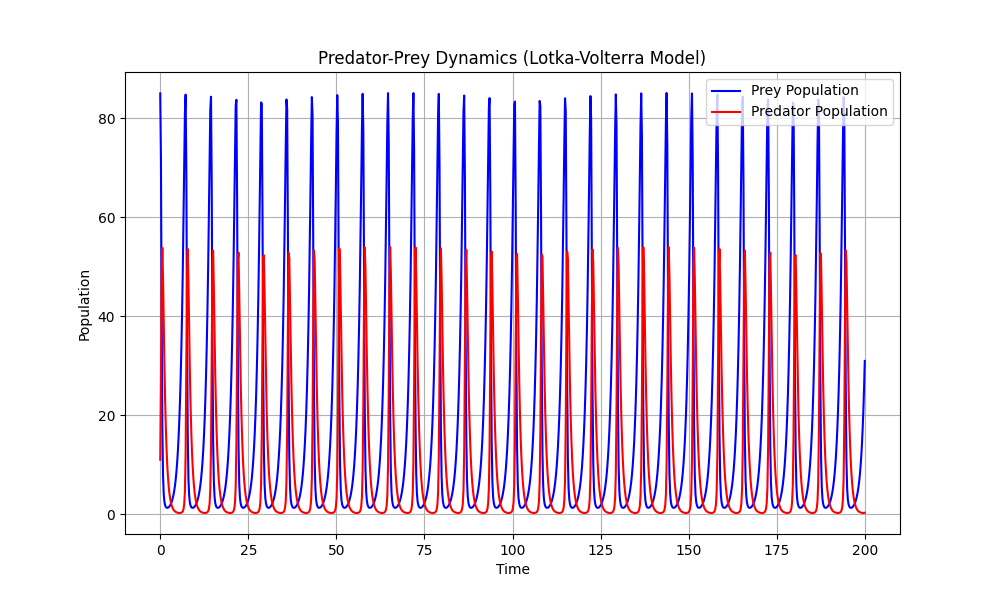 Predator-Prey Dynamics (Lotka-Volterra Model)
Prey Population
Predator Population
Population
80
60
40
20
0
0 25 50 75 100 125 150 175 200
Time